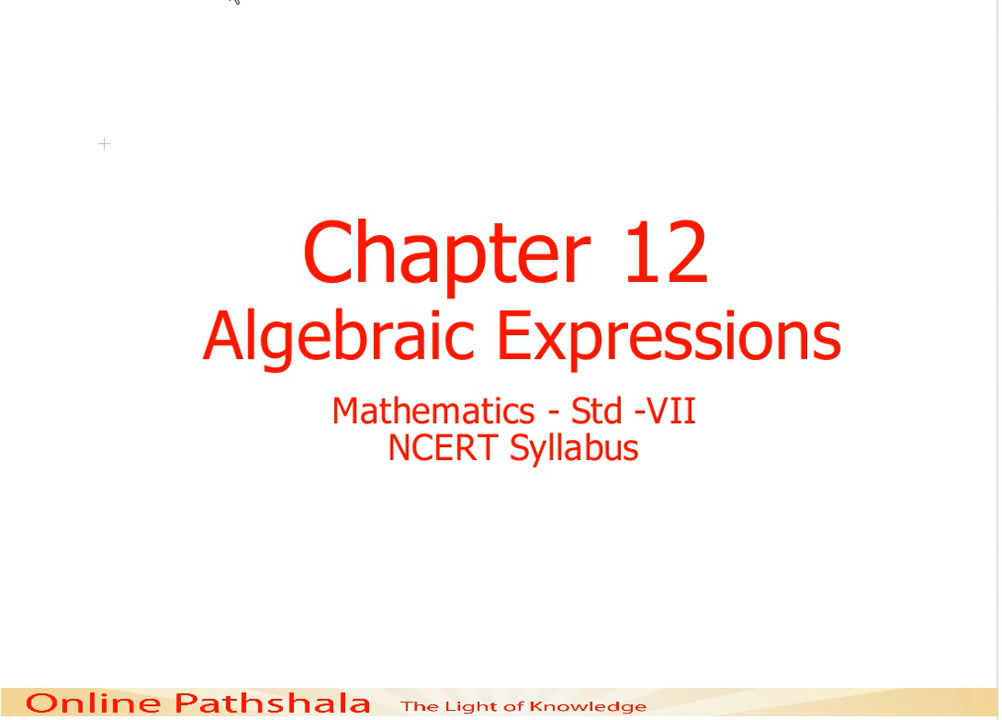 Chapter 12
Algebraic Expressions
Mathematics - Std -VII
NCERT Syllabus
Online Pathshala The Light of Knowledge